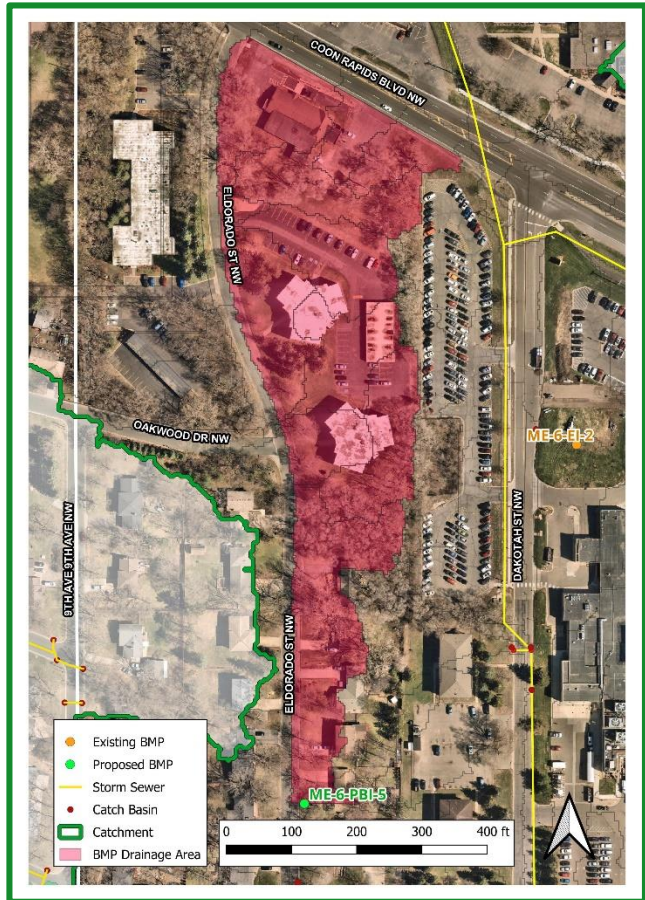 COON RAPIDS BLVD NW
ELDORADO ST NW
OAKWOOD DR NW
ME-6-EI-2
9TH AVE 9TH AVE NW
DAKOTAH ST NW
ELDORADO ST NW
ME-6-PBI-5
Existing BMP
Proposed BMP
Storm Sewer
Catch Basin
Catchment
BMP Drainage Area
0 100 200 300 400 ft